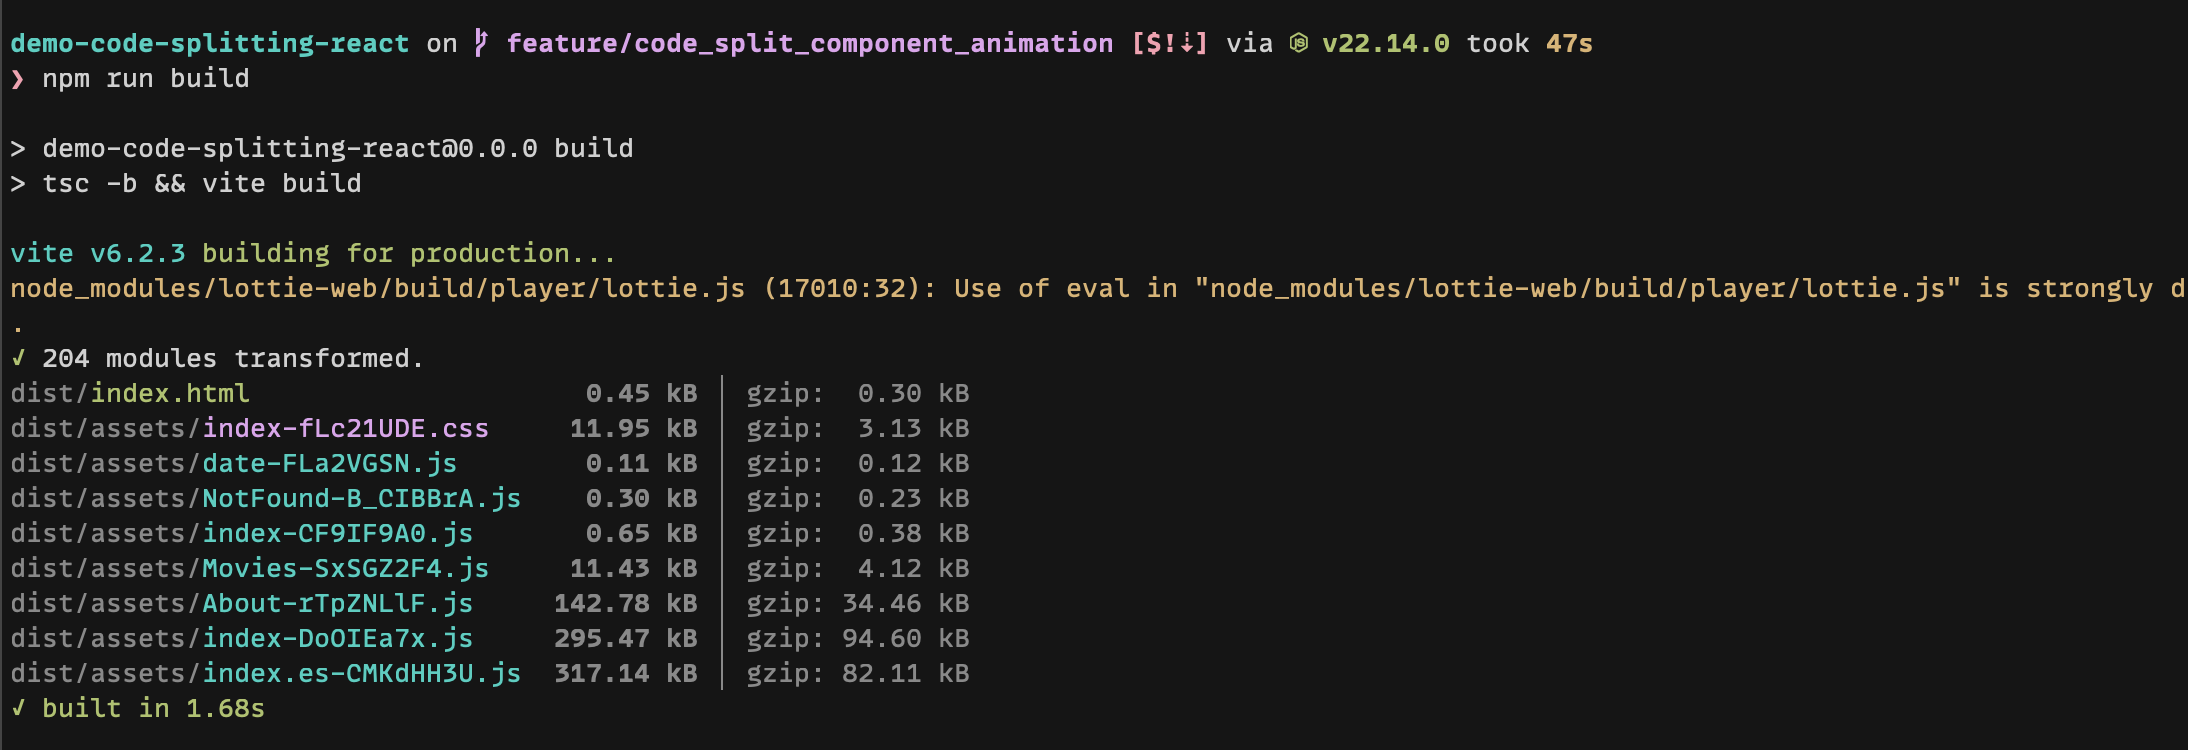 demo-code-splitting-react on feature/code_split_component_animation [$!⇣] via v22.14.0 took 47s
❯ npm run build
> demo-code-splitting-react@0.0.0 build
> tsc -b && vite build
vite v6.2.3 building for production...
node_modules/lottie-web/build/player/lottie.js (17010:32): Use of eval in "node_modules/lottie-web/build/player/lottie.js" is strongly d
.
✓ 204 modules transformed.
dist/index.html 0.45 kB │ gzip: 0.30 kB
dist/assets/index-fLc21UDE.css 11.95 kB │ gzip: 3.13 kB
dist/assets/date-FLa2VGSN.js 0.11 kB │ gzip: 0.12 kB
dist/assets/NotFound-B_CIBBrA.js 0.30 kB │ gzip: 0.23 kB
dist/assets/index-CF9IF9A0.js 0.65 kB │ gzip: 0.38 kB
dist/assets/Movies-SxSGZ2F4.js 11.43 kB │ gzip: 4.12 kB
dist/assets/About-rTpZNLlF.js 142.78 kB │ gzip: 34.46 kB
dist/assets/index-DoOIEa7x.js 295.47 kB │ gzip: 94.60 kB
dist/assets/index.es-CMKdHH3U.js 317.14 kB │ gzip: 82.11 kB
✓ built in 1.68s